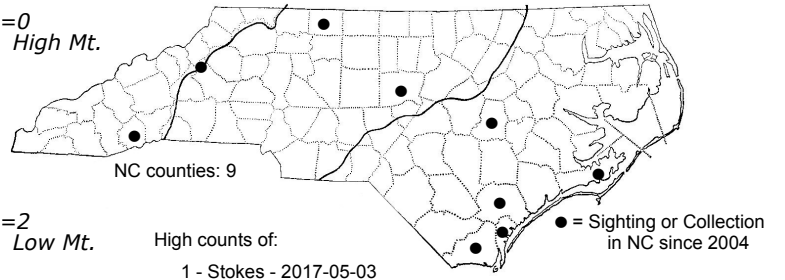 =0
High Mt.
NC counties: 9
=2
Low Mt.
High counts of:
1 - Stokes - 2017-05-03
● = Sighting or Collection
in NC since 2004